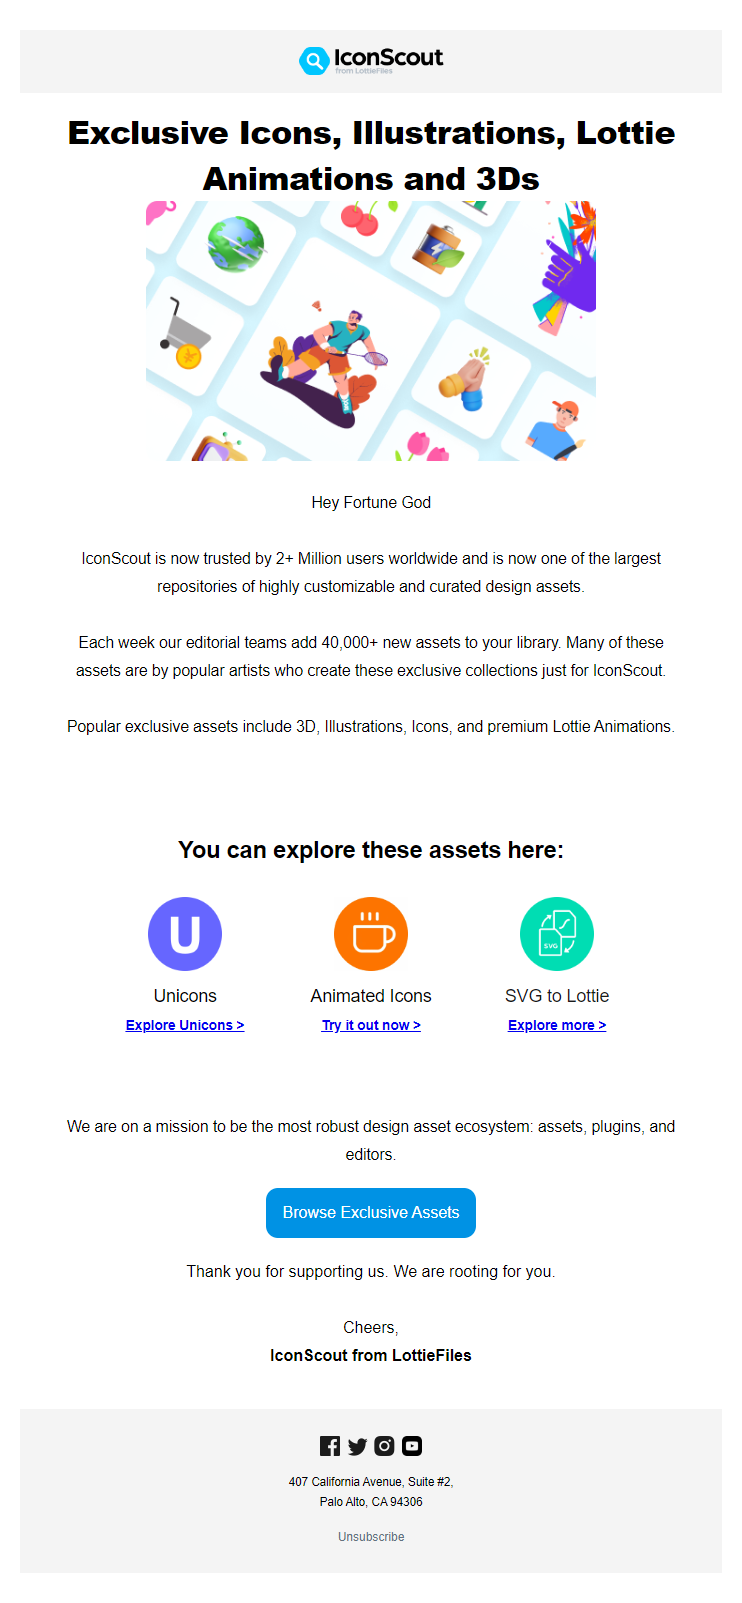 IconScout
from LottieFiles
Exclusive Icons, Illustrations, Lottie
Animations and 3Ds
Hey Fortune God
IconScout is now trusted by 2+ Million users worldwide and is now one of the largest
repositories of highly customizable and curated design assets.
Each week our editorial teams add 40,000+ new assets to your library. Many of these
assets are by popular artists who create these exclusive collections just for IconScout.
Popular exclusive assets include 3D, Illustrations, Icons, and premium Lottie Animations.
You can explore these assets here:
U
SVG
Unicons
Animated Icons
SVG to Lottie
Explore Unicons >
Try it out now >
Explore more >
We are on a mission to be the most robust design asset ecosystem: assets, plugins, and
editors.
Browse Exclusive Assets
Thank you for supporting us. We are rooting for you.
Cheers,
IconScout from LottieFiles
407 California Avenue, Suite #2,
Palo Alto, CA 94306
Unsubscribe